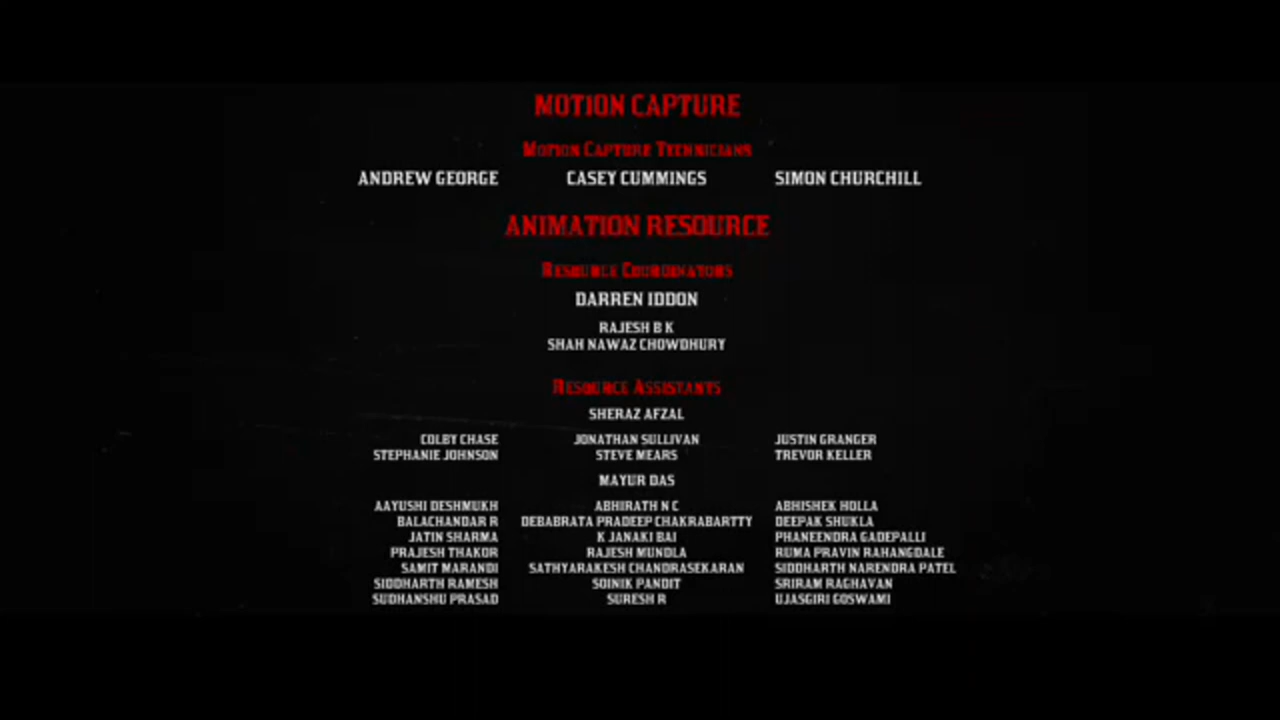 MOTION CAPTURE
MOTION CAPTURE TECHNICIANS
ANDREW GEORGE CASEY CUMMINGS SIMON CHURCHILL
ANIMATION RESOURCE
RESOURCE COORDINATORS
DARREN IDDON
RAJESH B K
SHAH NAWAZ CHOWDHURY
RESOURCE ASSISTANTS
SHERAZ AFZAL
COLBY CHASE JONATHAN SULLIVAN JUSTIN GRANGER
STEPHANIE JOHNSON STEVE MEARS TREVOR KELLER
MAYUR DAS
AAYUSHI DESHMUKH ABHIRATH N C ABHISHEK HOLLA
BALACHANDAR R DEBABRATA PRADEEP CHAKRABARTTY DEEPAK SHUKLA
JATIN SHARMA K JANAKI BAI PHANEENDRA GADEPALLI
PRAJESH THAKOR RAJESH MUNDLA RUMA PRAVIN RAHANGDALE
SAMIT MARANDI SATHYARAKESH CHANDRASEKARAN SIDDHARTH NARENDRA PATEL
SIDDHARTH RAMESH SOINIK PANDIT SRIRAM RAGHAVAN
SUDHANSHU PRASAD SURESH R UJASGIRI GOSWAMI